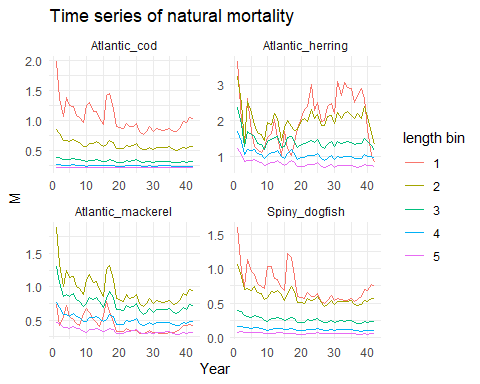 Time series of natural mortality
Atlantic_cod
Atlantic_herring
2.0
1.5
1.0
0.5
0 10 20 30 40
3
2
1
0 10 20 30 40
M
Atlantic_mackerel
Spiny_dogfish
1.5
1.0
0.5
0 10 20 30 40
1.5
1.0
0.5
0.0
0 10 20 30 40
Year
length bin
1
2
3
4
5